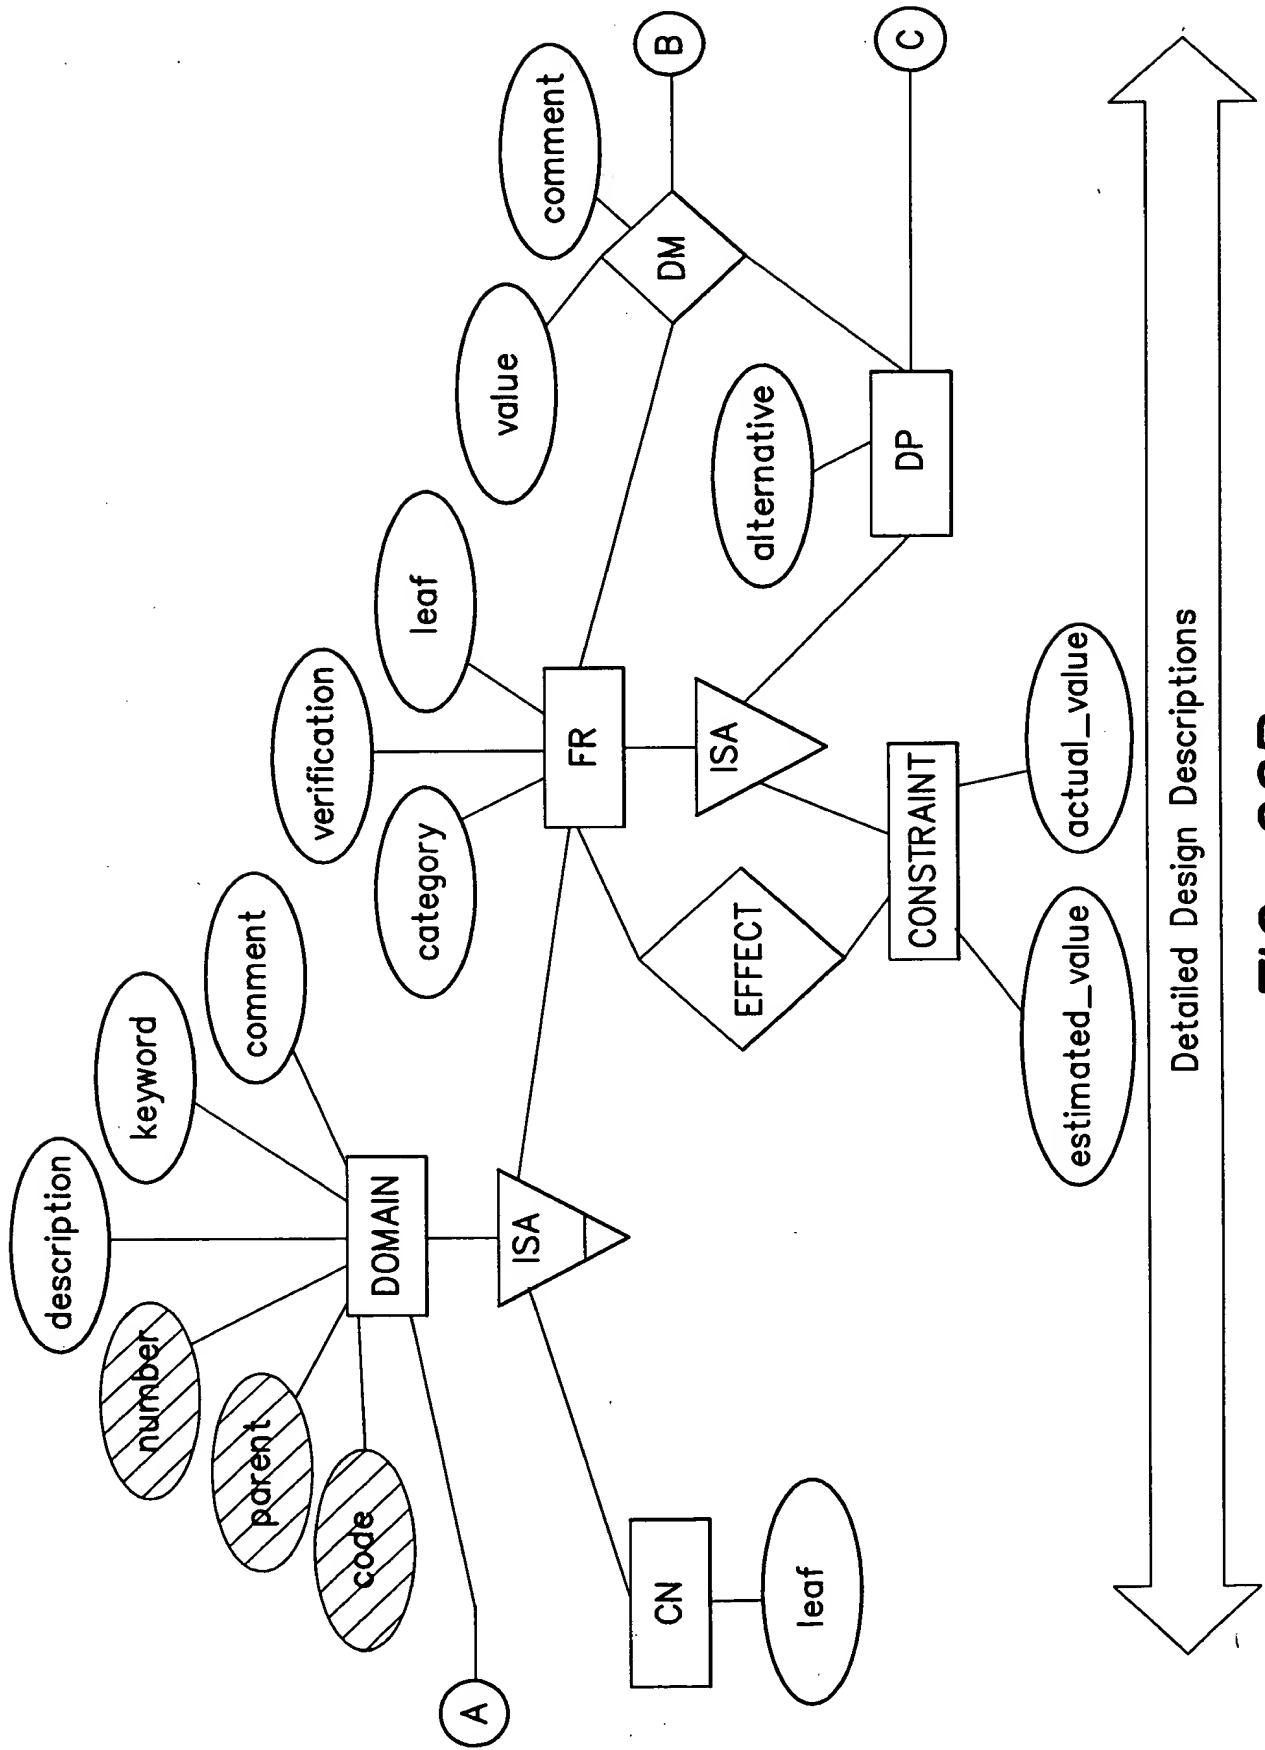 description
number
keyword
parent
comment
code
DOMAIN
A
ISA
CN
leaf
verification
category
leaf
FR
value
comment
DM
B
ISA
EFFECT
alternative
DP
C
CONSTRAINT
estimated_value
actual_value
Detailed Design Descriptions